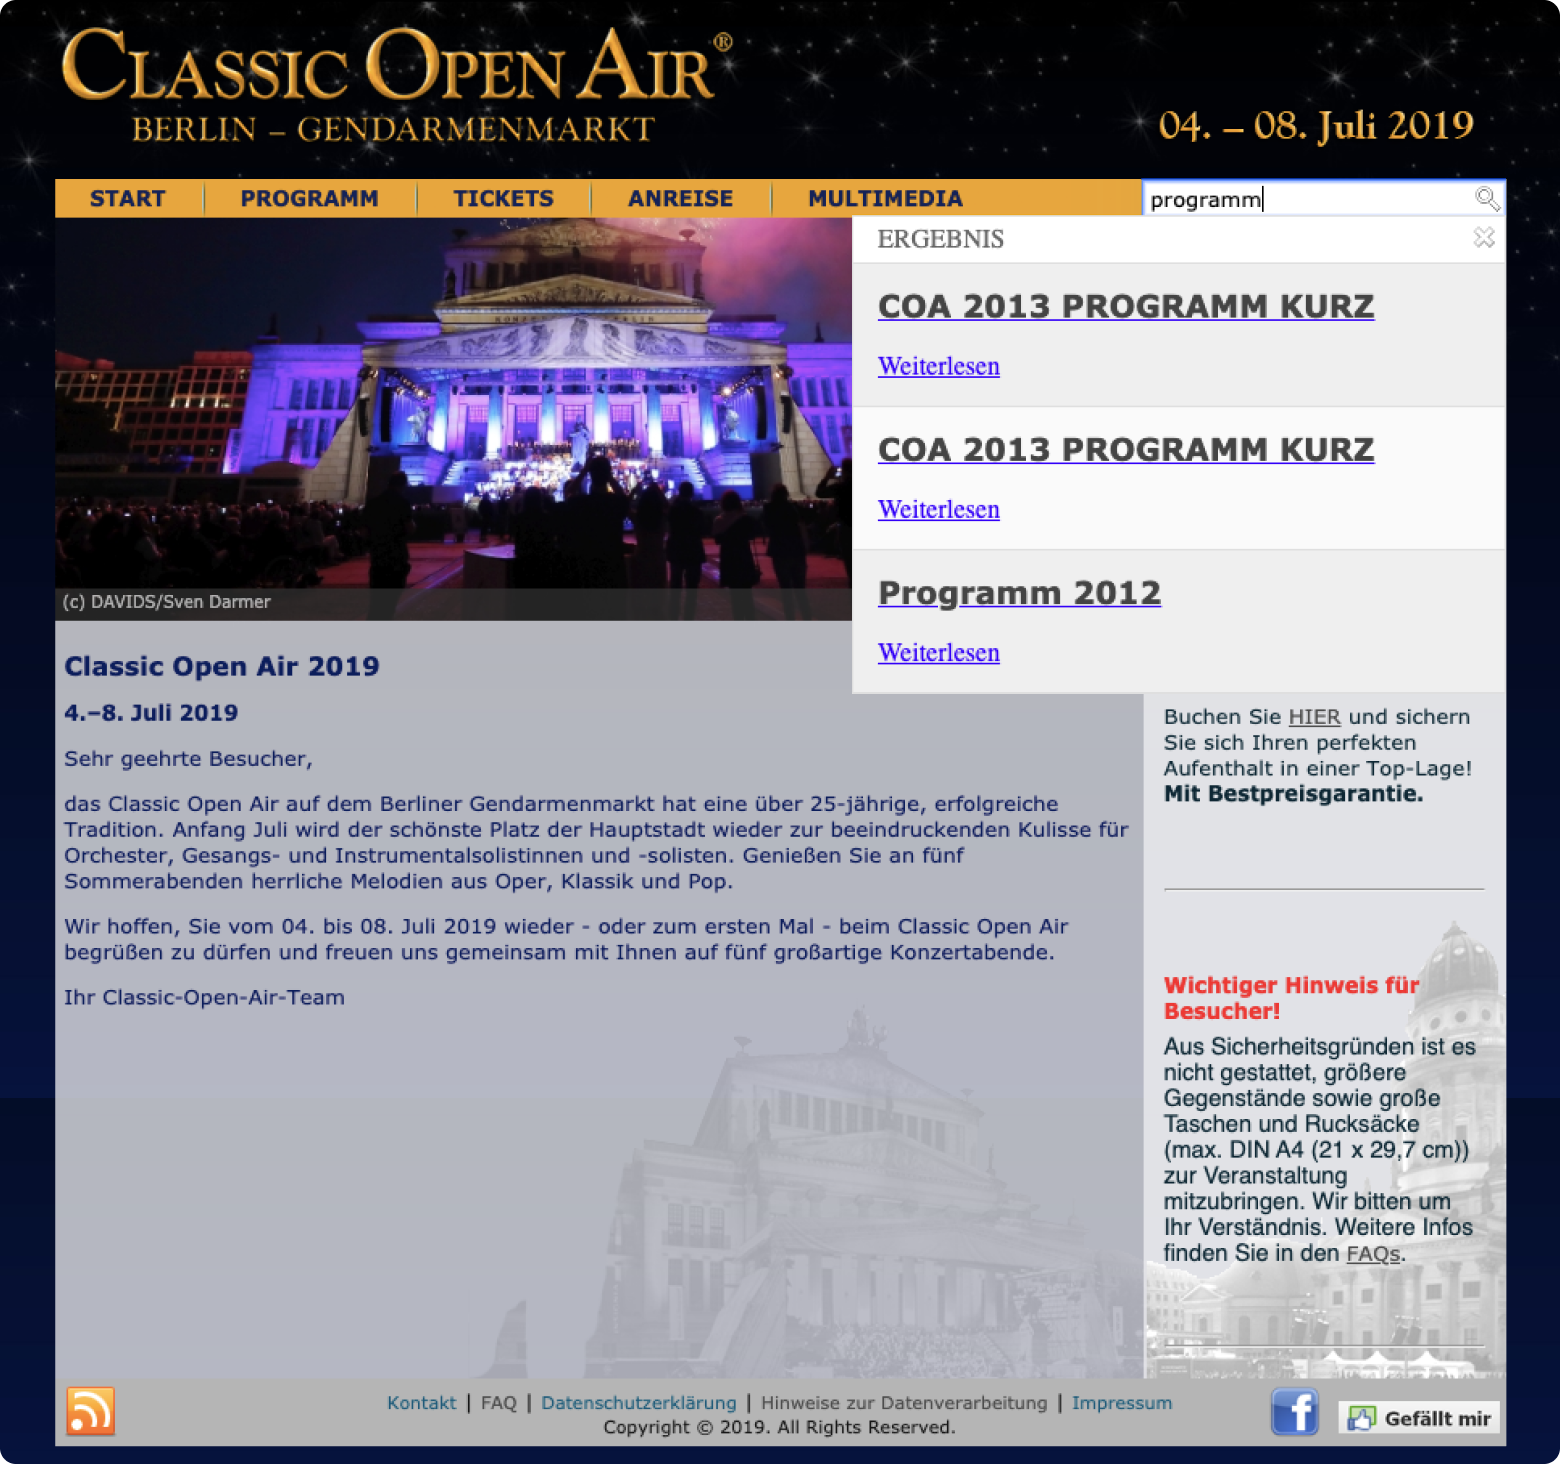 CLASSIC OPEN AIR®
BERLIN – GENDARMENMARKT
04. – 08. Juli 2019
START
PROGRAMM
TICKETS
ANREISE
MULTIMEDIA
programm
ERGEBNIS
COA 2013 PROGRAMM KURZ
Weiterlesen
COA 2013 PROGRAMM KURZ
Weiterlesen
Programm 2012
Weiterlesen
(c) DAVIDS/Sven Darmer
Classic Open Air 2019
4.–8. Juli 2019
Sehr geehrte Besucher,
das Classic Open Air auf dem Berliner Gendarmenmarkt hat eine über 25-jährige, erfolgreiche
Tradition. Anfang Juli wird der schönste Platz der Hauptstadt wieder zur beeindruckenden Kulisse für
Orchester, Gesangs- und Instrumentalsolistinnen und -solisten. Genießen Sie an fünf
Sommerabenden herrliche Melodien aus Oper, Klassik und Pop.
Wir hoffen, Sie vom 04. bis 08. Juli 2019 wieder - oder zum ersten Mal - beim Classic Open Air
begrüßen zu dürfen und freuen uns gemeinsam mit Ihnen auf fünf großartige Konzertabende.
Ihr Classic-Open-Air-Team
Buchen Sie HIER und sichern
Sie sich Ihren perfekten
Aufenthalt in einer Top-Lage!
Mit Bestpreisgarantie.
Wichtiger Hinweis für
Besucher!
Aus Sicherheitsgründen ist es
nicht gestattet, größere
Gegenstände sowie große
Taschen und Rucksäcke
(max. DIN A4 (21 x 29,7 cm))
zur Veranstaltung
mitzubringen. Wir bitten um
Ihr Verständnis. Weitere Infos
finden Sie in den FAQs.
Kontakt | FAQ | Datenschutzerklärung | Hinweise zur Datenverarbeitung | Impressum
Copyright © 2019. All Rights Reserved.
f
Gefällt mir